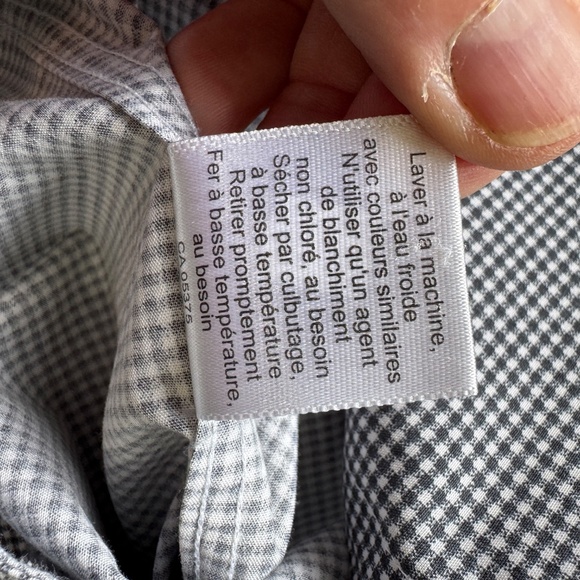 Laver à la machine,
à l'eau froide
avec couleurs similaires
N'utiliser qu'un agent
de blanchiment
non chloré, au besoin
Sécher par culbutage,
à basse température
Retirer promptement
Fer à basse température,
au besoin
CA 05375